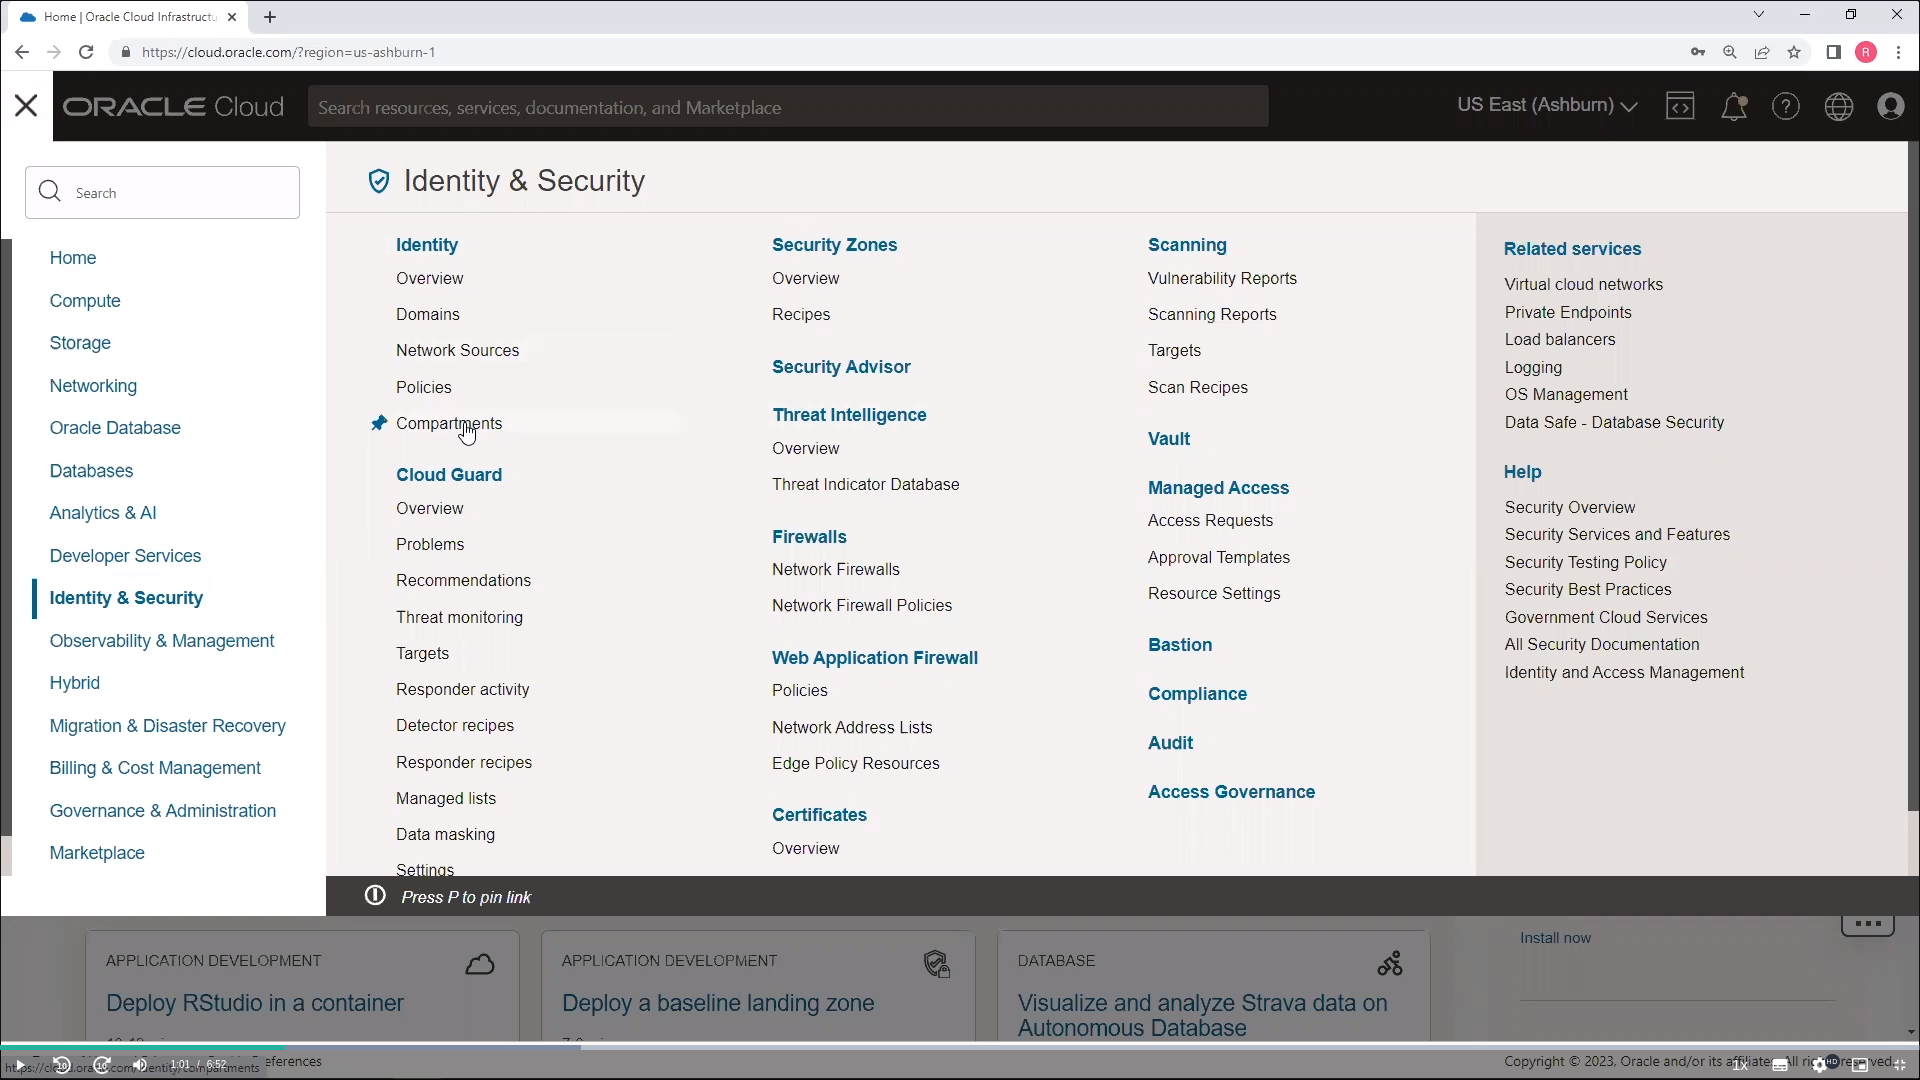 Home | Oracle Cloud Infrastructu
https://cloud.oracle.com/?region=us-ashburn-1
R
ORACLE Cloud
Search resources, services, documentation, and Marketplace
US East (Ashburn)
Search
Home
Compute
Storage
Networking
Oracle Database
Databases
Analytics & AI
Developer Services
Identity & Security
Observability & Management
Hybrid
Migration & Disaster Recovery
Billing & Cost Management
Governance & Administration
Marketplace
Identity & Security
Identity
Overview
Domains
Network Sources
Policies
Compartments
Cloud Guard
Overview
Problems
Recommendations
Threat monitoring
Targets
Responder activity
Detector recipes
Responder recipes
Managed lists
Data masking
Settings
Security Zones
Overview
Recipes
Security Advisor
Threat Intelligence
Overview
Threat Indicator Database
Firewalls
Network Firewalls
Network Firewall Policies
Web Application Firewall
Policies
Network Address Lists
Edge Policy Resources
Certificates
Overview
Scanning
Vulnerability Reports
Scanning Reports
Targets
Scan Recipes
Vault
Managed Access
Access Requests
Approval Templates
Resource Settings
Bastion
Compliance
Audit
Access Governance
Related services
Virtual cloud networks
Private Endpoints
Load balancers
Logging
OS Management
Data Safe - Database Security
Help
Security Overview
Security Services and Features
Security Testing Policy
Security Best Practices
Government Cloud Services
All Security Documentation
Identity and Access Management
Press P to pin link
APPLICATION DEVELOPMENT
Deploy RStudio in a container
APPLICATION DEVELOPMENT
Deploy a baseline landing zone
DATABASE
Visualize and analyze Strava data on
Autonomous Database
Install now
1:01 / 6:52
Copyright © 2023, Oracle and/or its affiliates. All rights reserved.
1x
HD